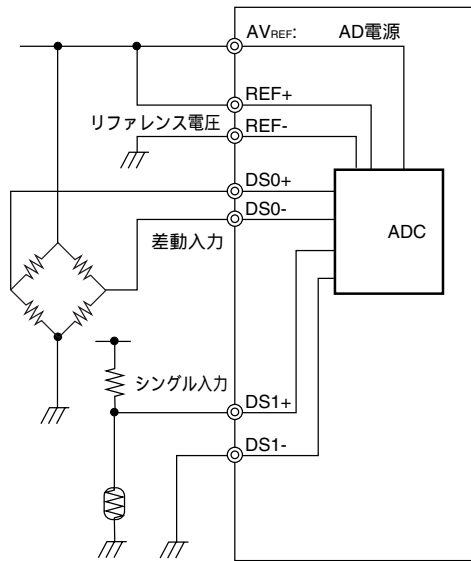 AVREF: AD電源
REF+
リファレンス電圧
REF-
DS0+
DS0-
差動入力
ADC
シングル入力
DS1+
DS1-